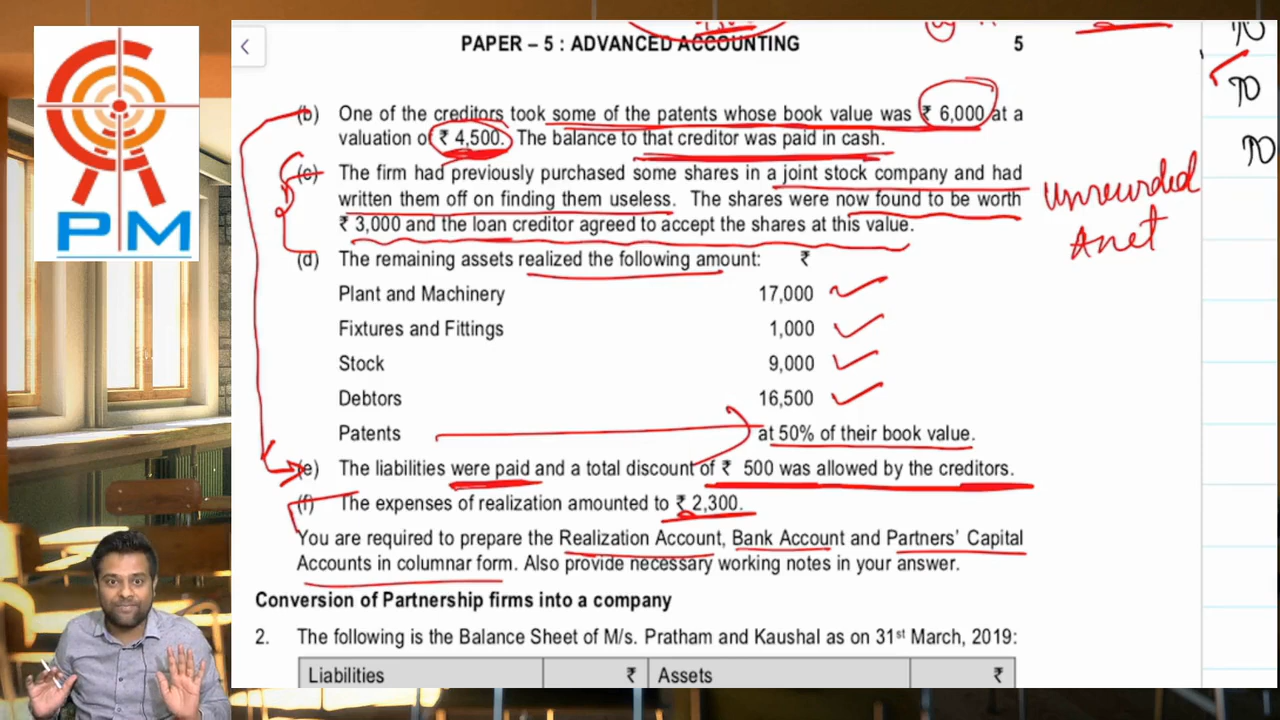 PAPER – 5 : ADVANCED ACCOUNTING 5
(b) One of the creditors took some of the patents whose book value was ₹ 6,000 at a
valuation of ₹ 4,500. The balance to that creditor was paid in cash.
(c) The firm had previously purchased some shares in a joint stock company and had
written them off on finding them useless. The shares were now found to be worth
₹ 3,000 and the loan creditor agreed to accept the shares at this value.
(d) The remaining assets realized the following amount: ₹
Plant and Machinery 17,000
Fixtures and Fittings 1,000
Stock 9,000
Debtors 16,500
Patents at 50% of their book value.
(e) The liabilities were paid and a total discount of ₹ 500 was allowed by the creditors.
(f) The expenses of realization amounted to ₹ 2,300.
You are required to prepare the Realization Account, Bank Account and Partners' Capital
Accounts in columnar form. Also provide necessary working notes in your answer.
Conversion of Partnership firms into a company
2. The following is the Balance Sheet of M/s. Pratham and Kaushal as on 31st March, 2019:
Liabilities ₹ Assets ₹
PM